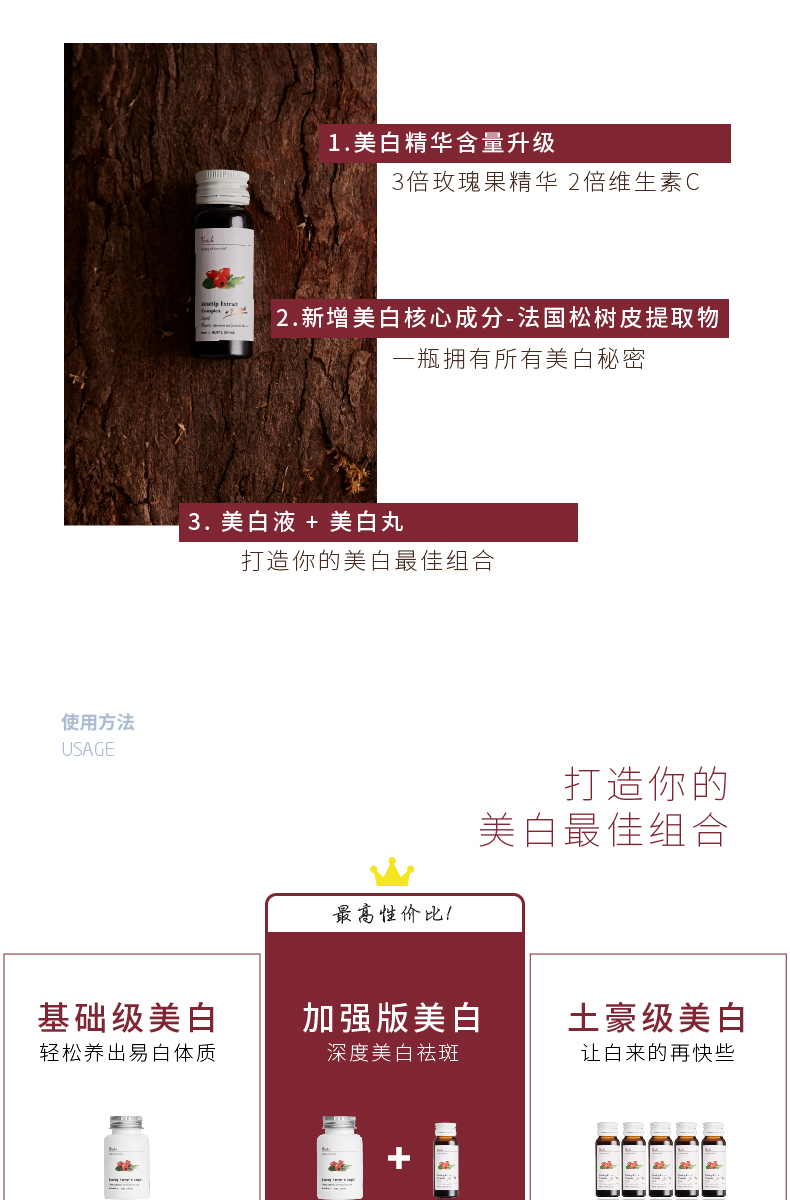 1.美白精华含量升级
3倍玫瑰果精华 2倍维生素C
Rosehip Extract
Complex
2.新增美白核心成分-法国松树皮提取物
一瓶拥有所有美白秘密
3. 美白液 + 美白丸
打造你的美白最佳组合
使用方法
USAGE
打造你的
美白最佳组合
最高性价比!
基础级美白
轻松养出易白体质
加强版美白
深度美白祛斑
土豪级美白
让白来的再快些
+